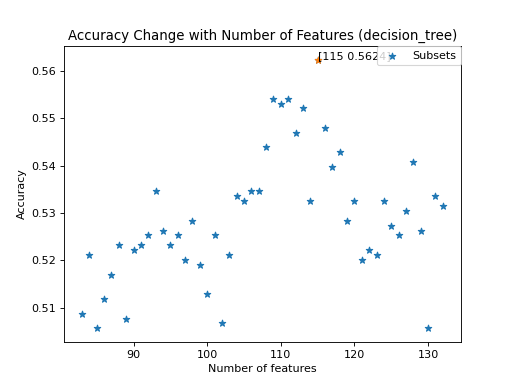 Accuracy Change with Number of Features (decision_tree)
[115 0.5624
Subsets
0.56
0.55
0.54
0.53
0.52
0.51
Accuracy
90 100 110 120 130
Number of features